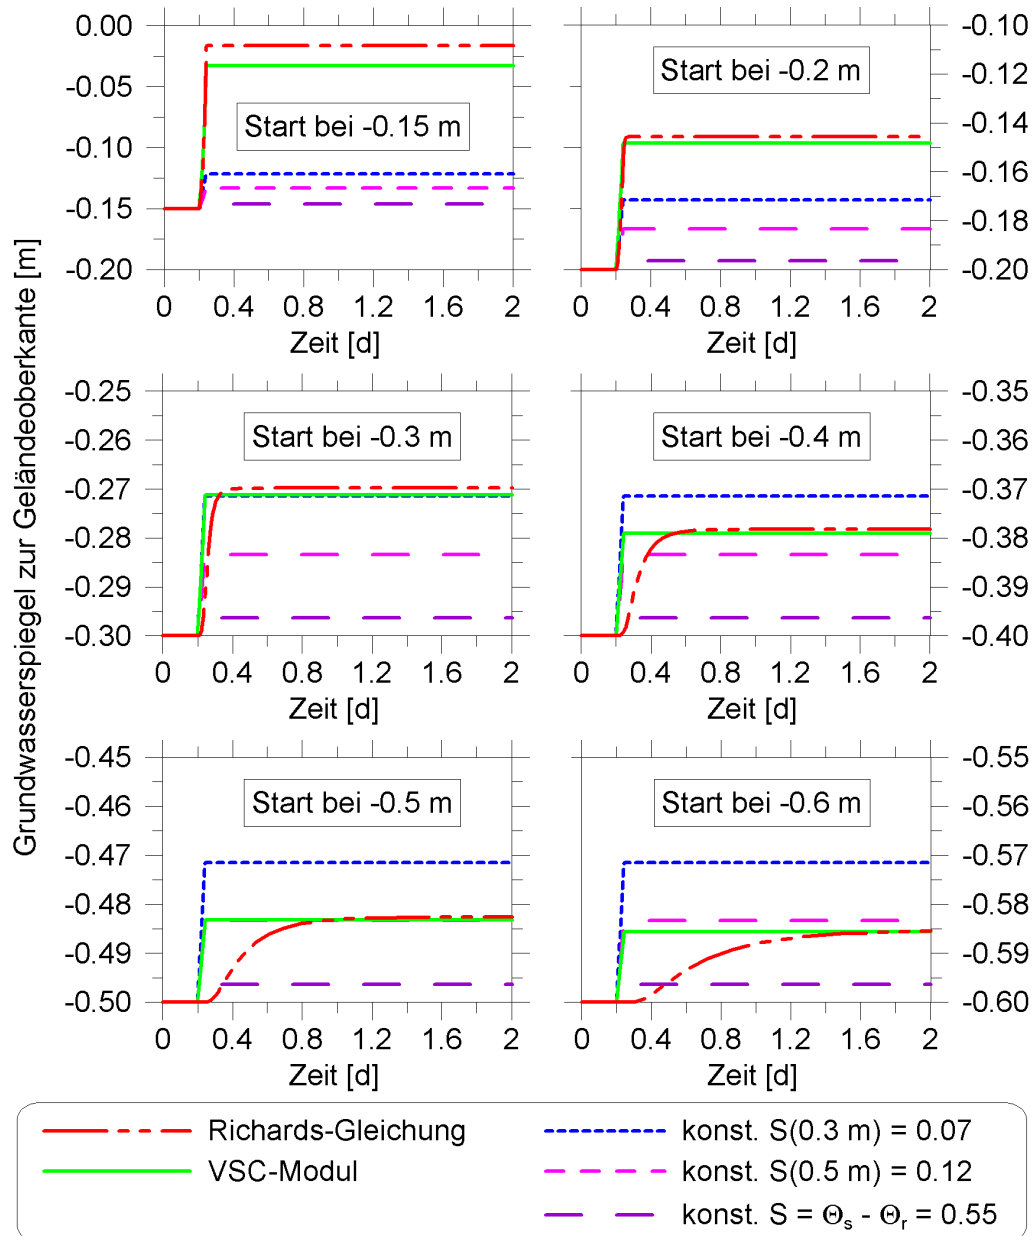 Grundwasserspiegel zur Geländeoberkante [m]
0.00
-0.05
-0.10
-0.15
-0.20
Start bei -0.15 m
0 0.4 0.8 1.2 1.6 2
Zeit [d]
-0.10
-0.12
-0.14
-0.16
-0.18
-0.20
Start bei -0.2 m
0 0.4 0.8 1.2 1.6 2
Zeit [d]
-0.25
-0.26
-0.27
-0.28
-0.29
-0.30
Start bei -0.3 m
0 0.4 0.8 1.2 1.6 2
Zeit [d]
-0.35
-0.36
-0.37
-0.38
-0.39
-0.40
Start bei -0.4 m
0 0.4 0.8 1.2 1.6 2
Zeit [d]
-0.45
-0.46
-0.47
-0.48
-0.49
-0.50
Start bei -0.5 m
0 0.4 0.8 1.2 1.6 2
Zeit [d]
-0.55
-0.56
-0.57
-0.58
-0.59
-0.60
Start bei -0.6 m
0 0.4 0.8 1.2 1.6 2
Zeit [d]
Richards-Gleichung
VSC-Modul
konst. S(0.3 m) = 0.07
konst. S(0.5 m) = 0.12
konst. S = Θs - Θr = 0.55